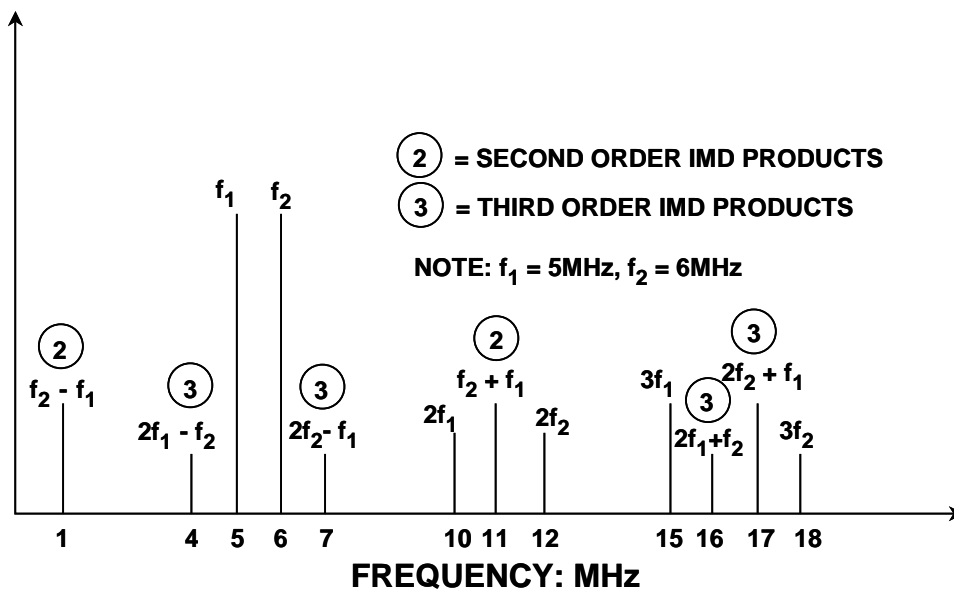 ② = SECOND ORDER IMD PRODUCTS
③ = THIRD ORDER IMD PRODUCTS
NOTE: f₁ = 5MHz, f₂ = 6MHz
f₁
f₂
②
f₂ - f₁
③
2f₁ - f₂
③
2f₂- f₁
②
f₂ + f₁
2f₁
2f₂
③
2f₂ + f₁
3f₁
③
2f₁+f₂
3f₂
1 4 5 6 7 10 11 12 15 16 17 18
FREQUENCY: MHz